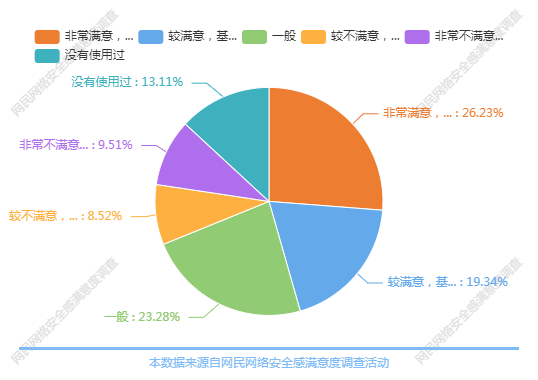 非常满意，... 较满意，基... 一般 较不满意，... 非常不满意...
没有使用过
没有使用过 : 13.11%
非常满意，... : 26.23%
非常不满意... : 9.51%
较不满意，... : 8.52%
较满意，基... : 19.34%
一般 : 23.28%
本数据来源自网民网络安全感满意度调查活动
网民网络安全感满意度调查
网民网络安全感满意度调查
网民网络安全感满意度调查
网民网络安全感满意度调查